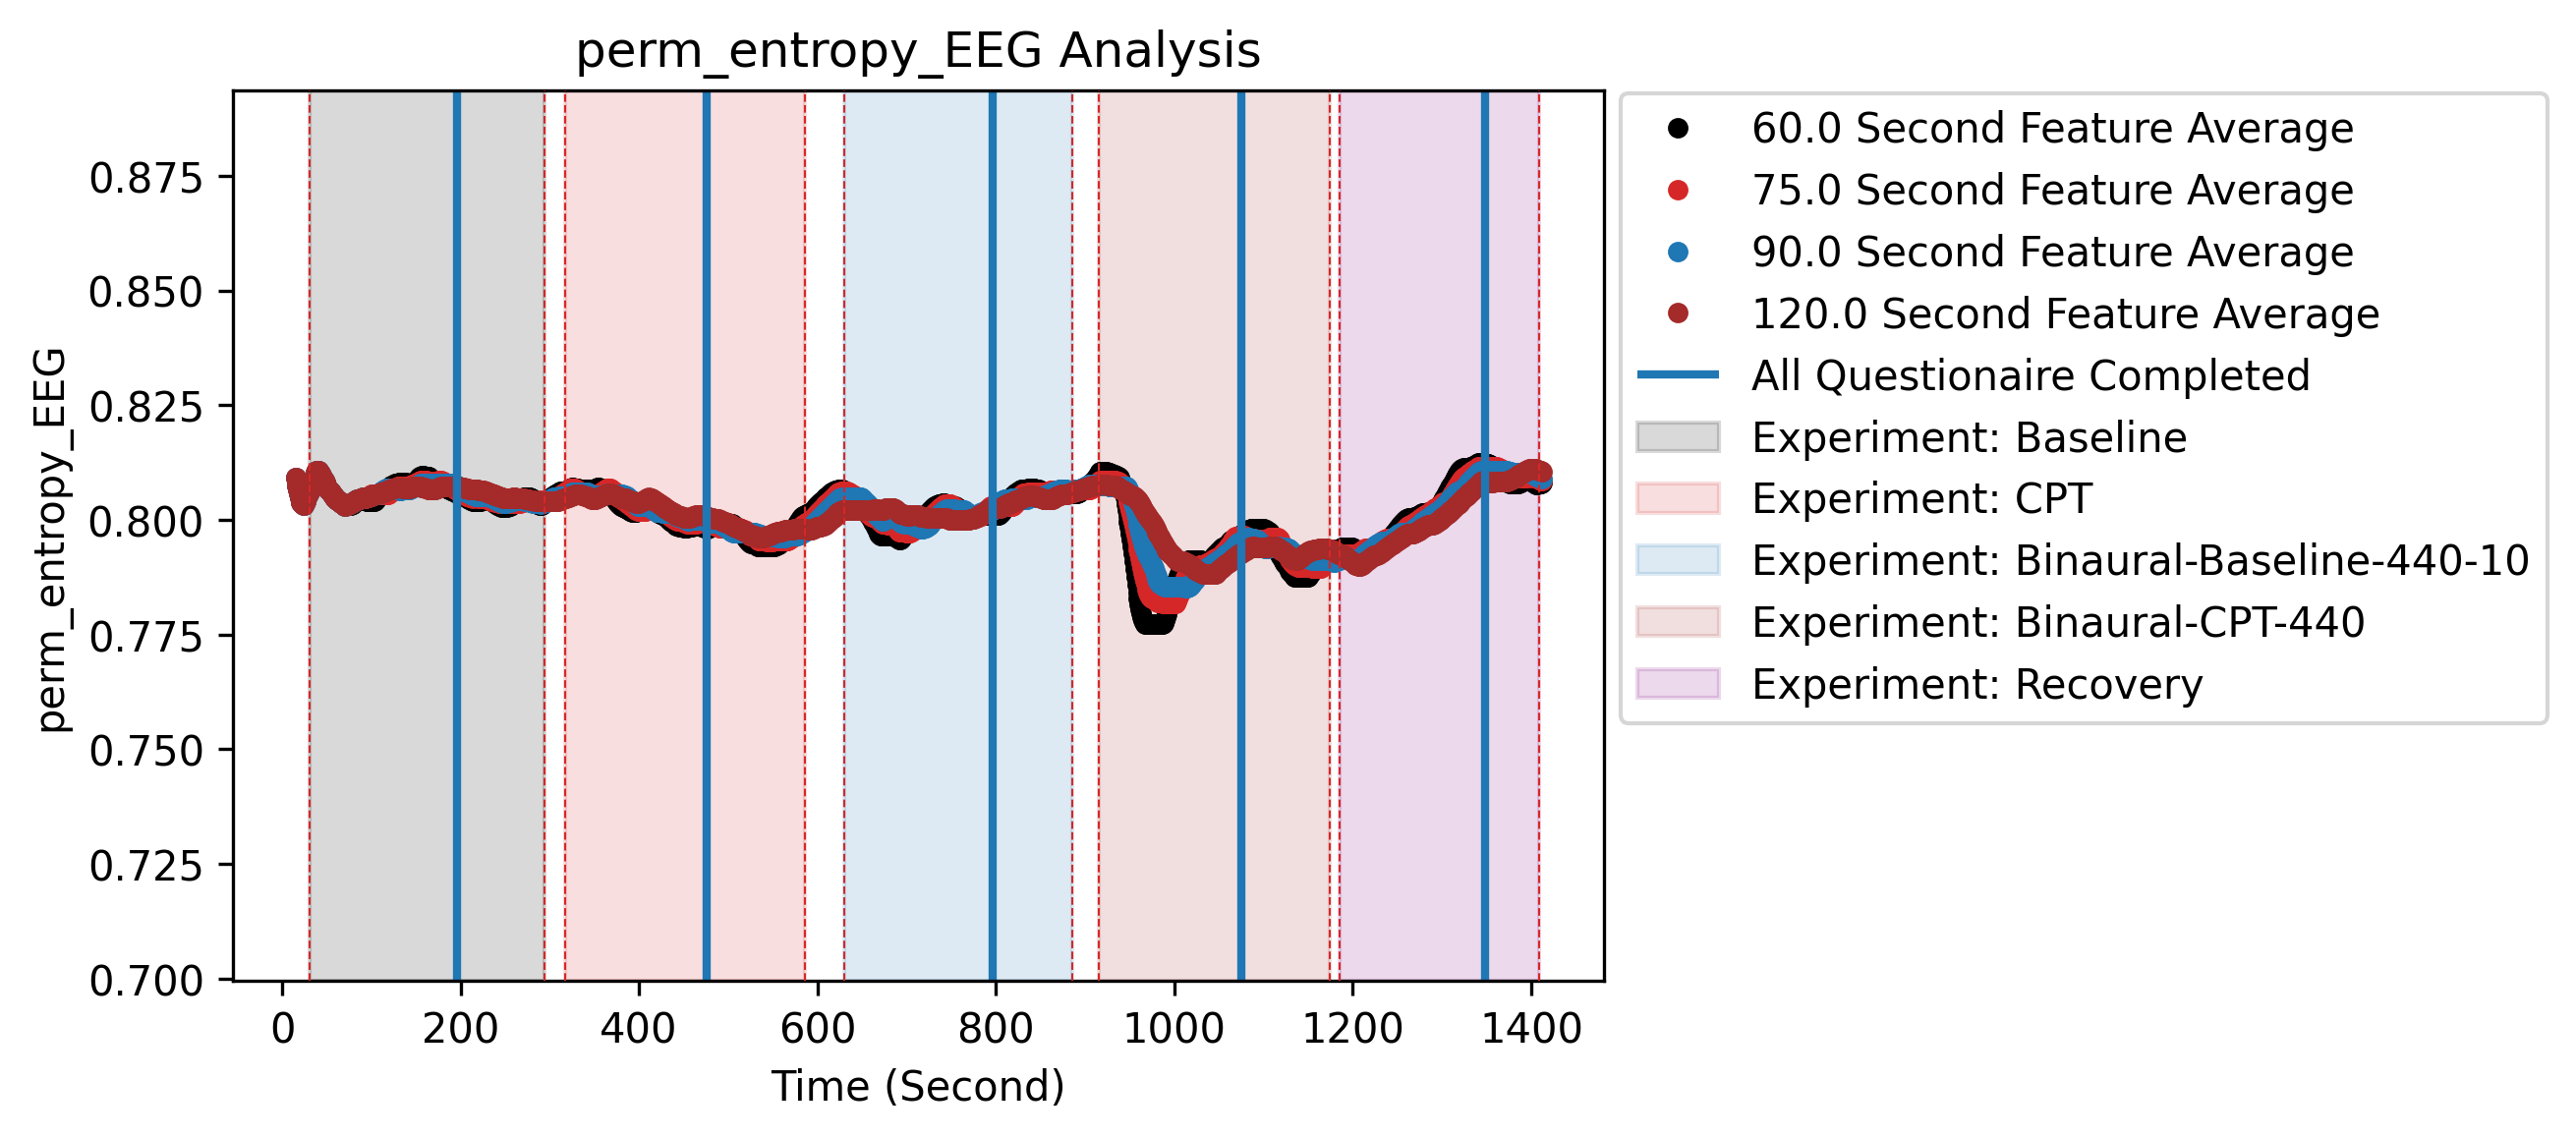 perm_entropy_EEG Analysis
perm_entropy_EEG
0.875
0.850
0.825
0.800
0.775
0.750
0.725
0.700
0 200 400 600 800 1000 1200 1400
Time (Second)
60.0 Second Feature Average
75.0 Second Feature Average
90.0 Second Feature Average
120.0 Second Feature Average
All Questionaire Completed
Experiment: Baseline
Experiment: CPT
Experiment: Binaural-Baseline-440-10
Experiment: Binaural-CPT-440
Experiment: Recovery